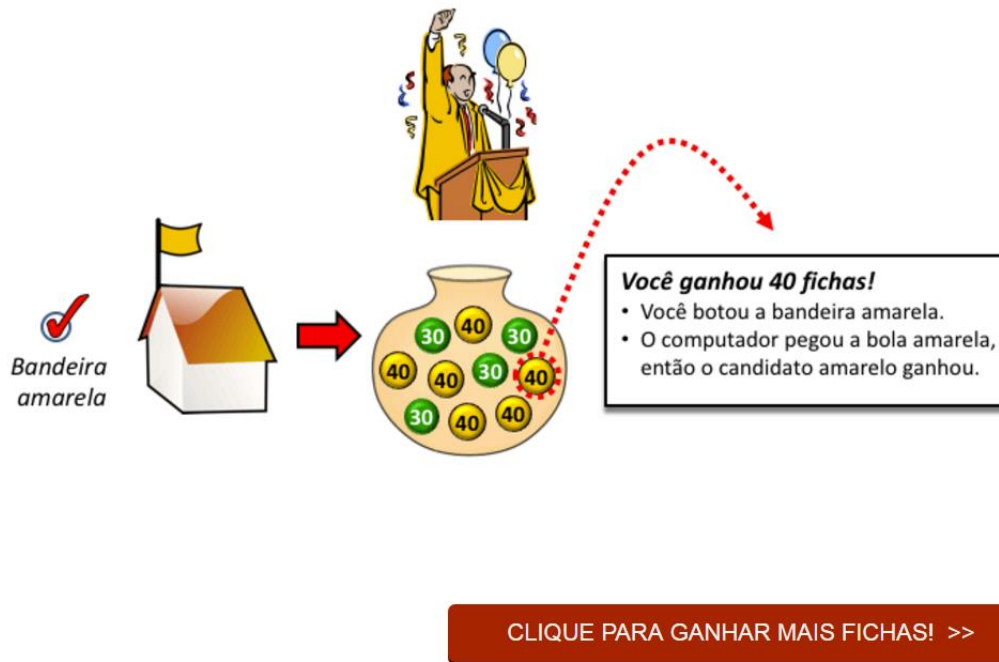 Bandeira
amarela
40
30
30
40
40
30
40
30
40
40
Você ganhou 40 fichas!
• Você botou a bandeira amarela.
• O computador pegou a bola amarela,
então o candidato amarelo ganhou.
CLIQUE PARA GANHAR MAIS FICHAS! >>